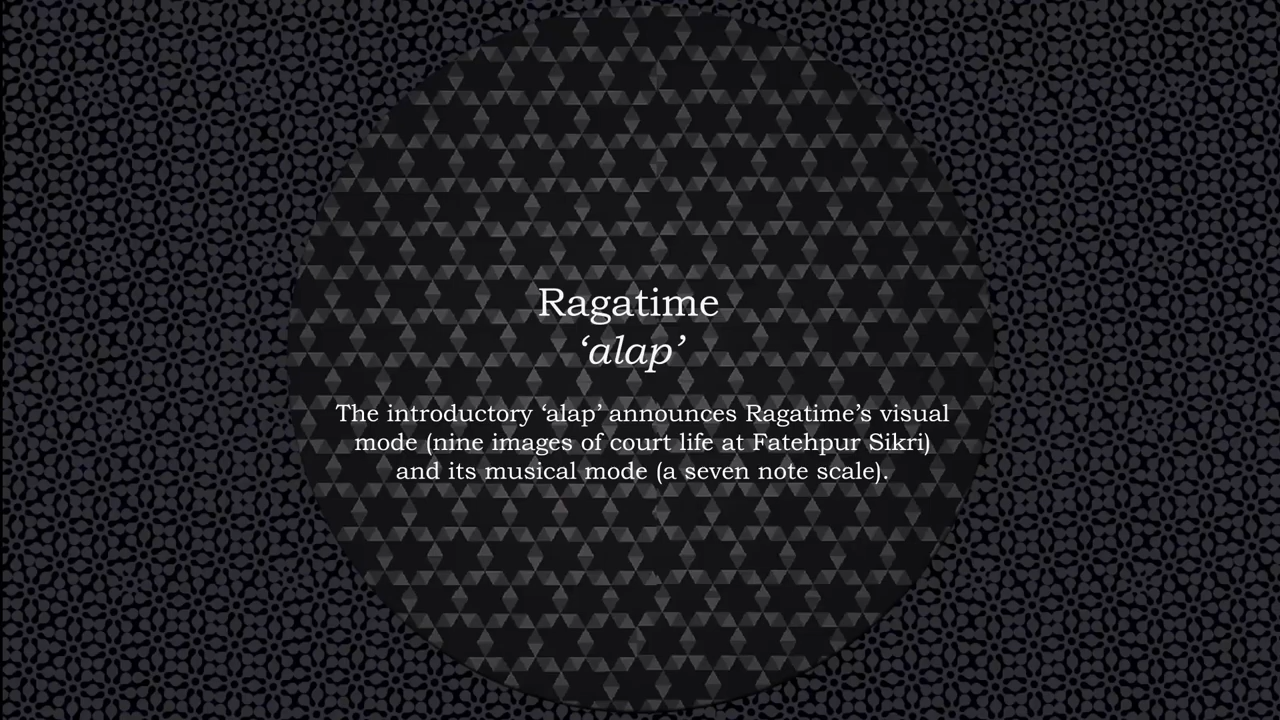 Ragatime
‘alap’
The introductory ‘alap’ announces Ragatime’s visual
mode (nine images of court life at Fatehpur Sikri)
and its musical mode (a seven note scale).